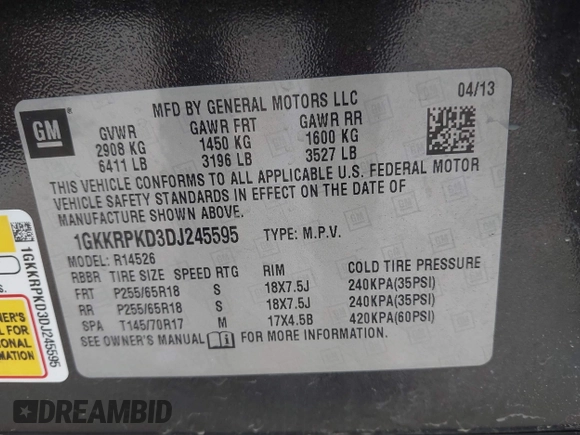 04/13
MFD BY GENERAL MOTORS LLC
GM
GVWR GAWR FRT GAWR RR
2908 KG 1450 KG 1600 KG
6411 LB 3196 LB 3527 LB
THIS VEHICLE CONFORMS TO ALL APPLICABLE U.S. FEDERAL MOTOR
VEHICLE SAFETY STANDARDS IN EFFECT ON THE DATE OF
MANUFACTURE SHOWN ABOVE.
1GKKRPKD3DJ245595 TYPE: M.P.V.
MODEL: R14526
RBBR TIRE SIZE SPEED RTG RIM COLD TIRE PRESSURE
FRT P255/65R18 S 18X7.5J 240KPA(35PSI)
RR P255/65R18 S 18X7.5J 240KPA(35PSI)
SPA T145/70R17 M 17X4.5B 420KPA(60PSI)
SEE OWNER'S MANUAL FOR MORE INFORMATION.
1GKKRPKD3DJ245595
NER'S
L FOR
ONAL
MATION
DREAMBID